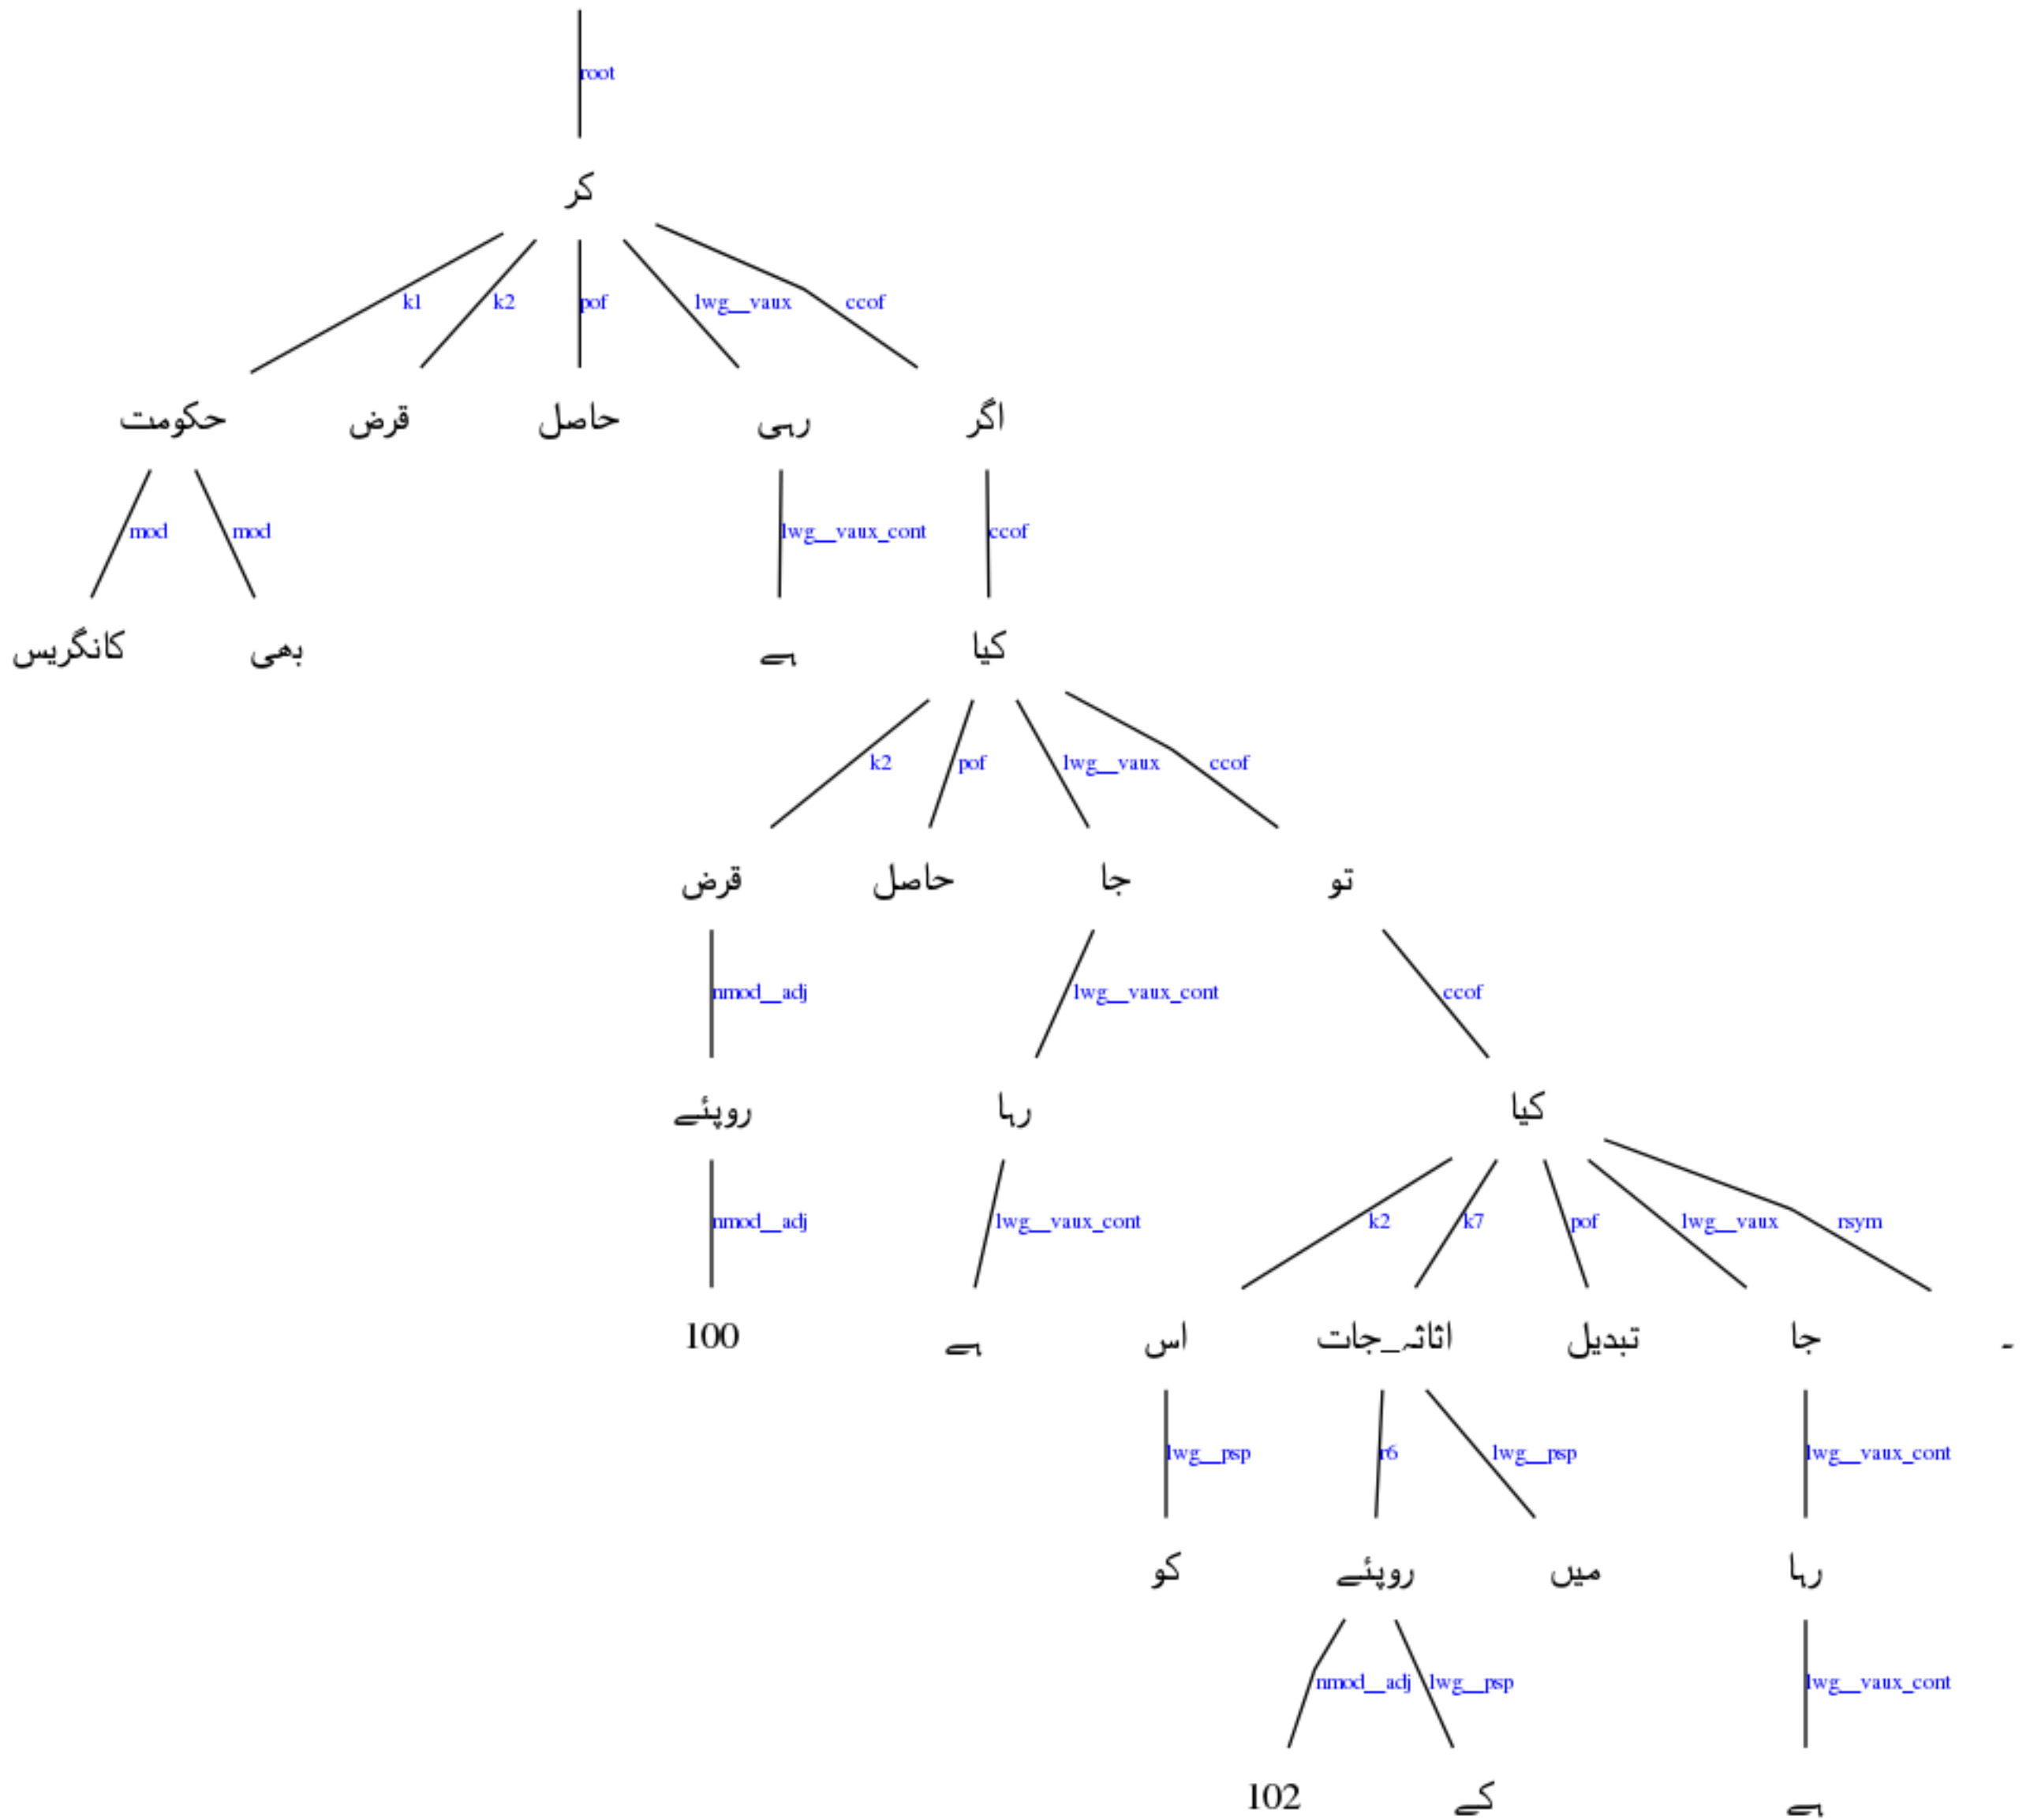 root
کر
k1 k2 pof lwg__vaux ccof
حکومت قرض حاصل رہی اگر
mod mod lwg__vaux_cont ccof
کانگریس بھی ہے کیا
k2 pof lwg__vaux ccof
قرض حاصل جا تو
nmod__adj lwg__vaux_cont ccof
روپئے رہا کیا
nmod__adj lwg__vaux_cont k2 k7 pof lwg__vaux rsym
100 ہے اس اثاثہ_جات تبدیل جا ۔
lwg__psp r6 lwg__psp lwg__vaux_cont
کو روپئے میں رہا
nmod__adj lwg__psp lwg__vaux_cont
102 کے ہے